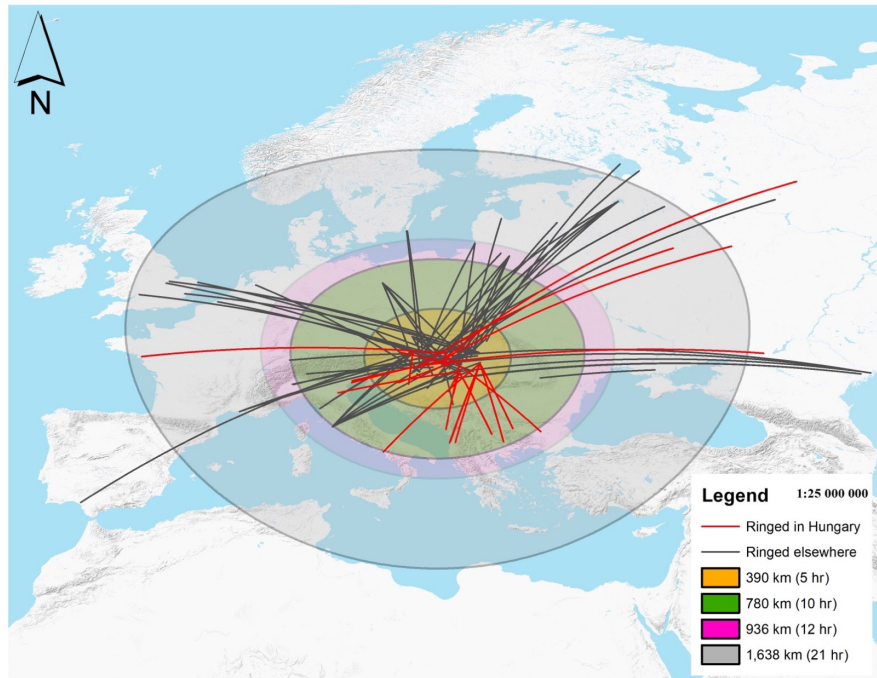 N
Legend 1:25 000 000
Ringed in Hungary
Ringed elsewhere
390 km (5 hr)
780 km (10 hr)
936 km (12 hr)
1,638 km (21 hr)